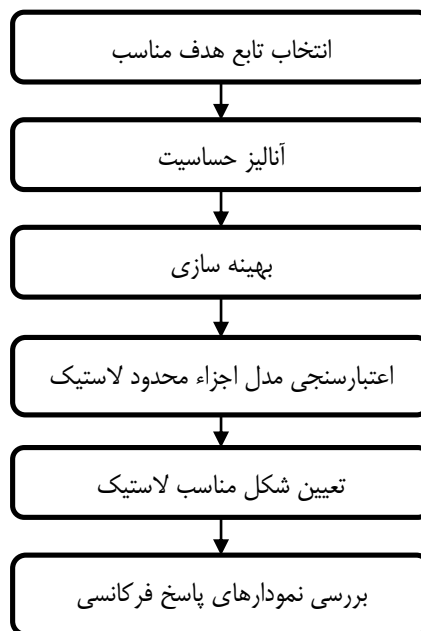 انتخاب تابع هدف مناسب
آنالیز حساسیت
بهینه سازی
اعتبارسنجی مدل اجزاء محدود لاستیک
تعیین شکل مناسب لاستیک
بررسی نمودارهای پاسخ فرکانسی